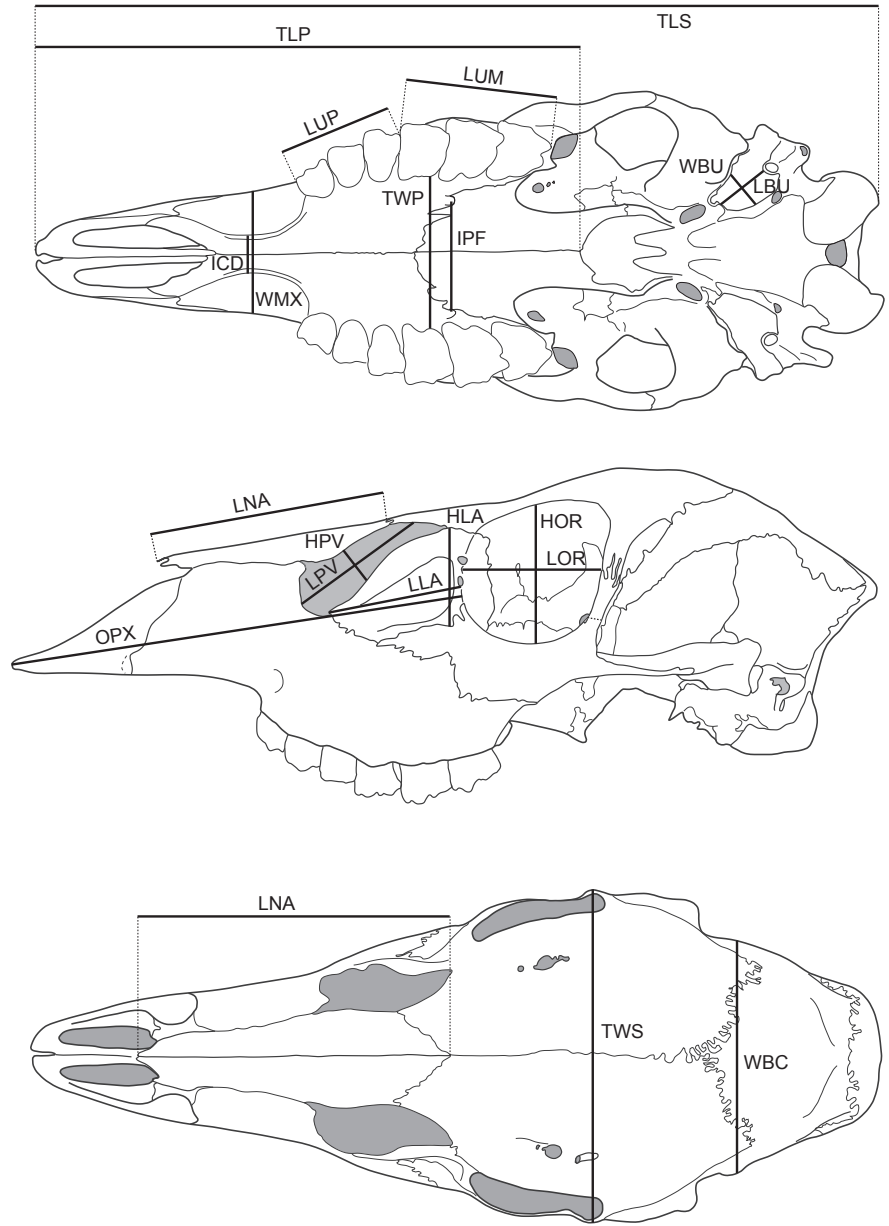 TLS
TLP
LUM
LUP
WBU
LBU
TWP
IPF
ICD
WMX
LNA
HPV
HLA
HOR
LPV
LLA
LOR
OPX
LNA
TWS
WBC